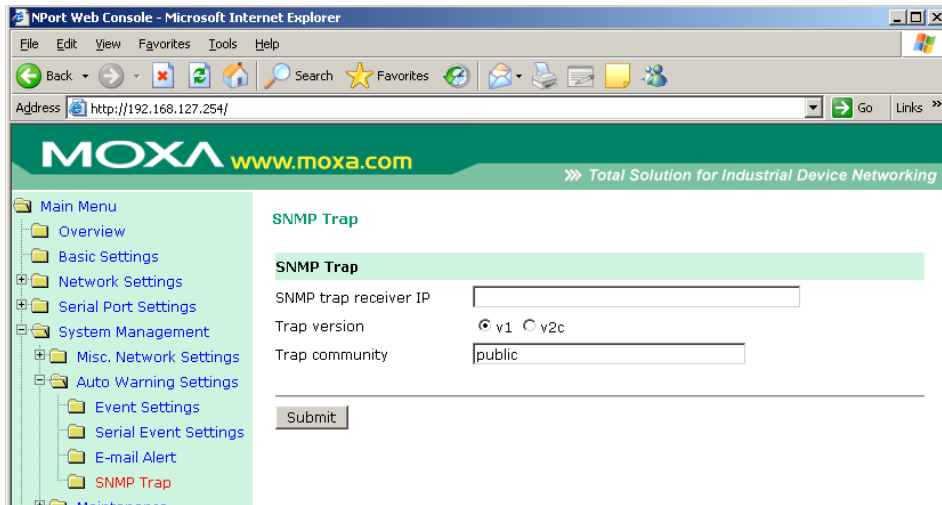 NPort Web Console - Microsoft Internet Explorer
File Edit View Favorites Tools Help
Back Search Favorites
Address http://192.168.127.254/ Go Links »
MOXA www.moxa.com
Total Solution for Industrial Device Networking
Main Menu
Overview
Basic Settings
Network Settings
Serial Port Settings
System Management
Misc. Network Settings
Auto Warning Settings
Event Settings
Serial Event Settings
E-mail Alert
SNMP Trap
Maintenance
SNMP Trap
SNMP Trap
SNMP trap receiver IP
Trap version v1 v2c
Trap community public
Submit